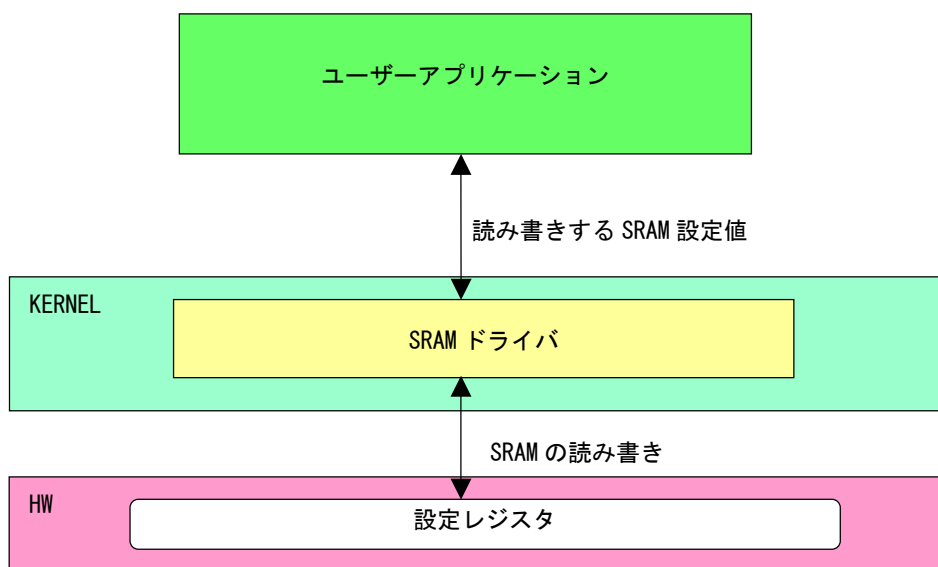 ユーザーアプリケーション
読み書きする SRAM 設定値
KERNEL
SRAM ドライバ
SRAM の読み書き
HW
設定レジスタ